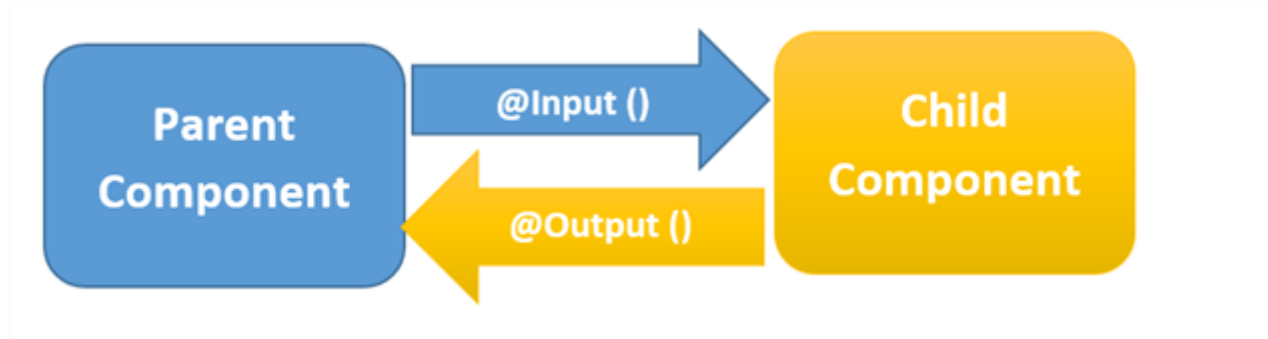 Parent
Component
@Input ()
@Output ()
Child
Component